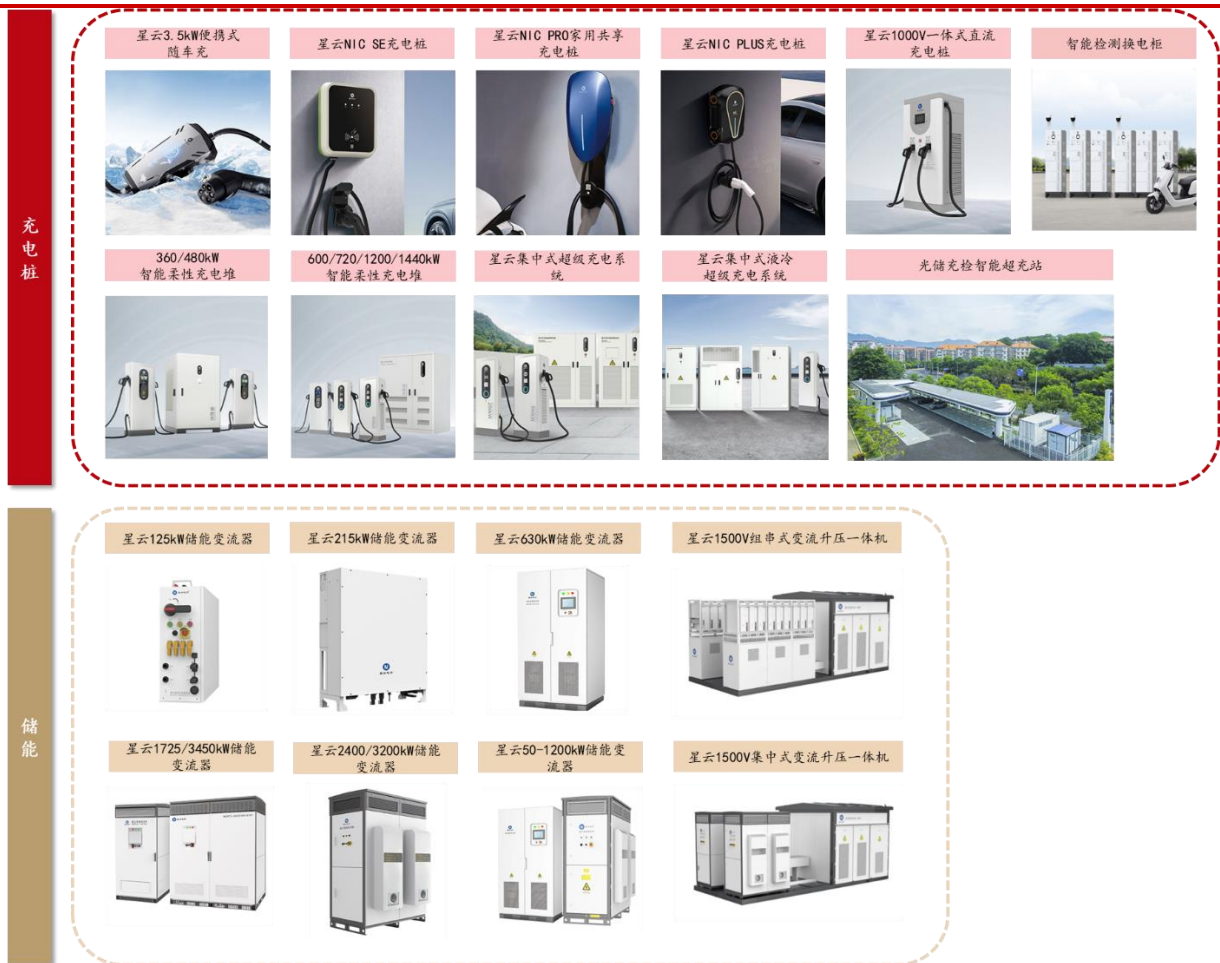 充电桩
星云3.5kW便携式
随车充
星云NIC SE充电桩
星云NIC PRO家用共享
充电桩
星云NIC PLUS充电桩
星云1000V一体式直流
充电桩
智能检测换电柜
360/480kW
智能柔性充电堆
600/720/1200/1440kW
智能柔性充电堆
星云集中式超级充电系
统
星云集中式液冷
超级充电系统
光储充检智能超充站
储能
星云125kW储能变流器
星云215kW储能变流器
星云630kW储能变流器
星云1500V组串式变流升压一体机
星云1725/3450kW储能
变流器
星云2400/3200kW储能
变流器
星云50-1200kW储能变
流器
星云1500V集中式变流升压一体机